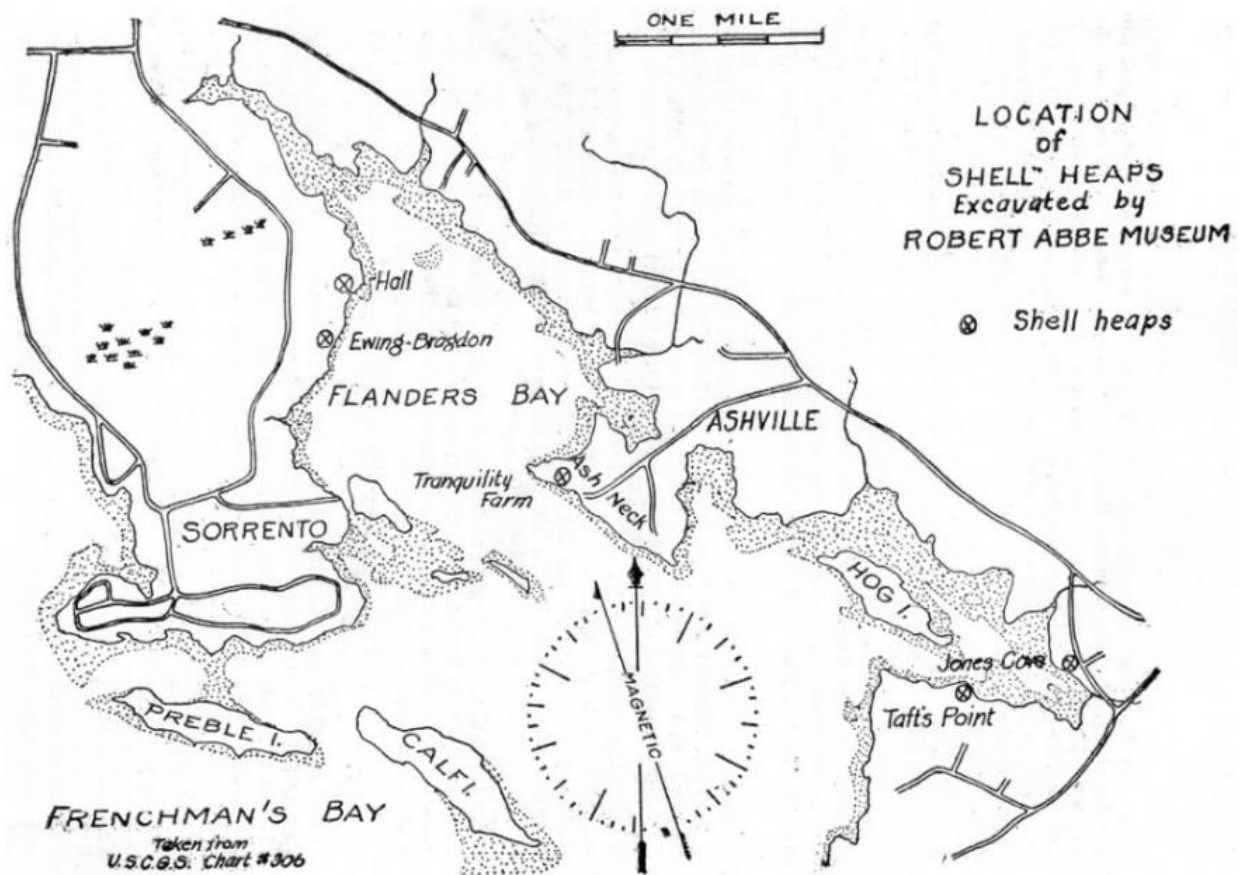 ONE MILE
LOCATION
of
SHELL HEAPS
Excavated by
ROBERT ABBE MUSEUM
Shell heaps
Hall
Ewing-Bragdon
FLANDERS BAY
ASHVILLE
Tranquility
Farm
Ash Neck
SORRENTO
HOG I.
Jones Cove
Taft's Point
MAGNETIC
PREBLE I.
CALF I.
FRENCHMAN'S BAY
Taken from
U.S.C.G.S. Chart #306